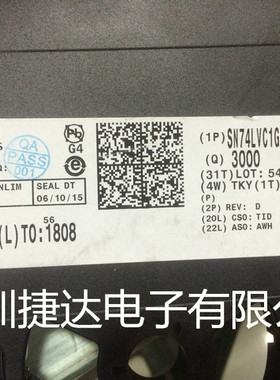 QA
PASS
001
Pb
G4
NLIM
SEAL DT
06/10/15
56
(L)TO:1808
(1P)SN74LVC1G
(Q) 3000
(31T)LOT:54
(4W) TKY(1T)
(P)
(2P) REV: D
(20L) CSO: TID
(22L) ASO: AWH
圳捷达电子有限